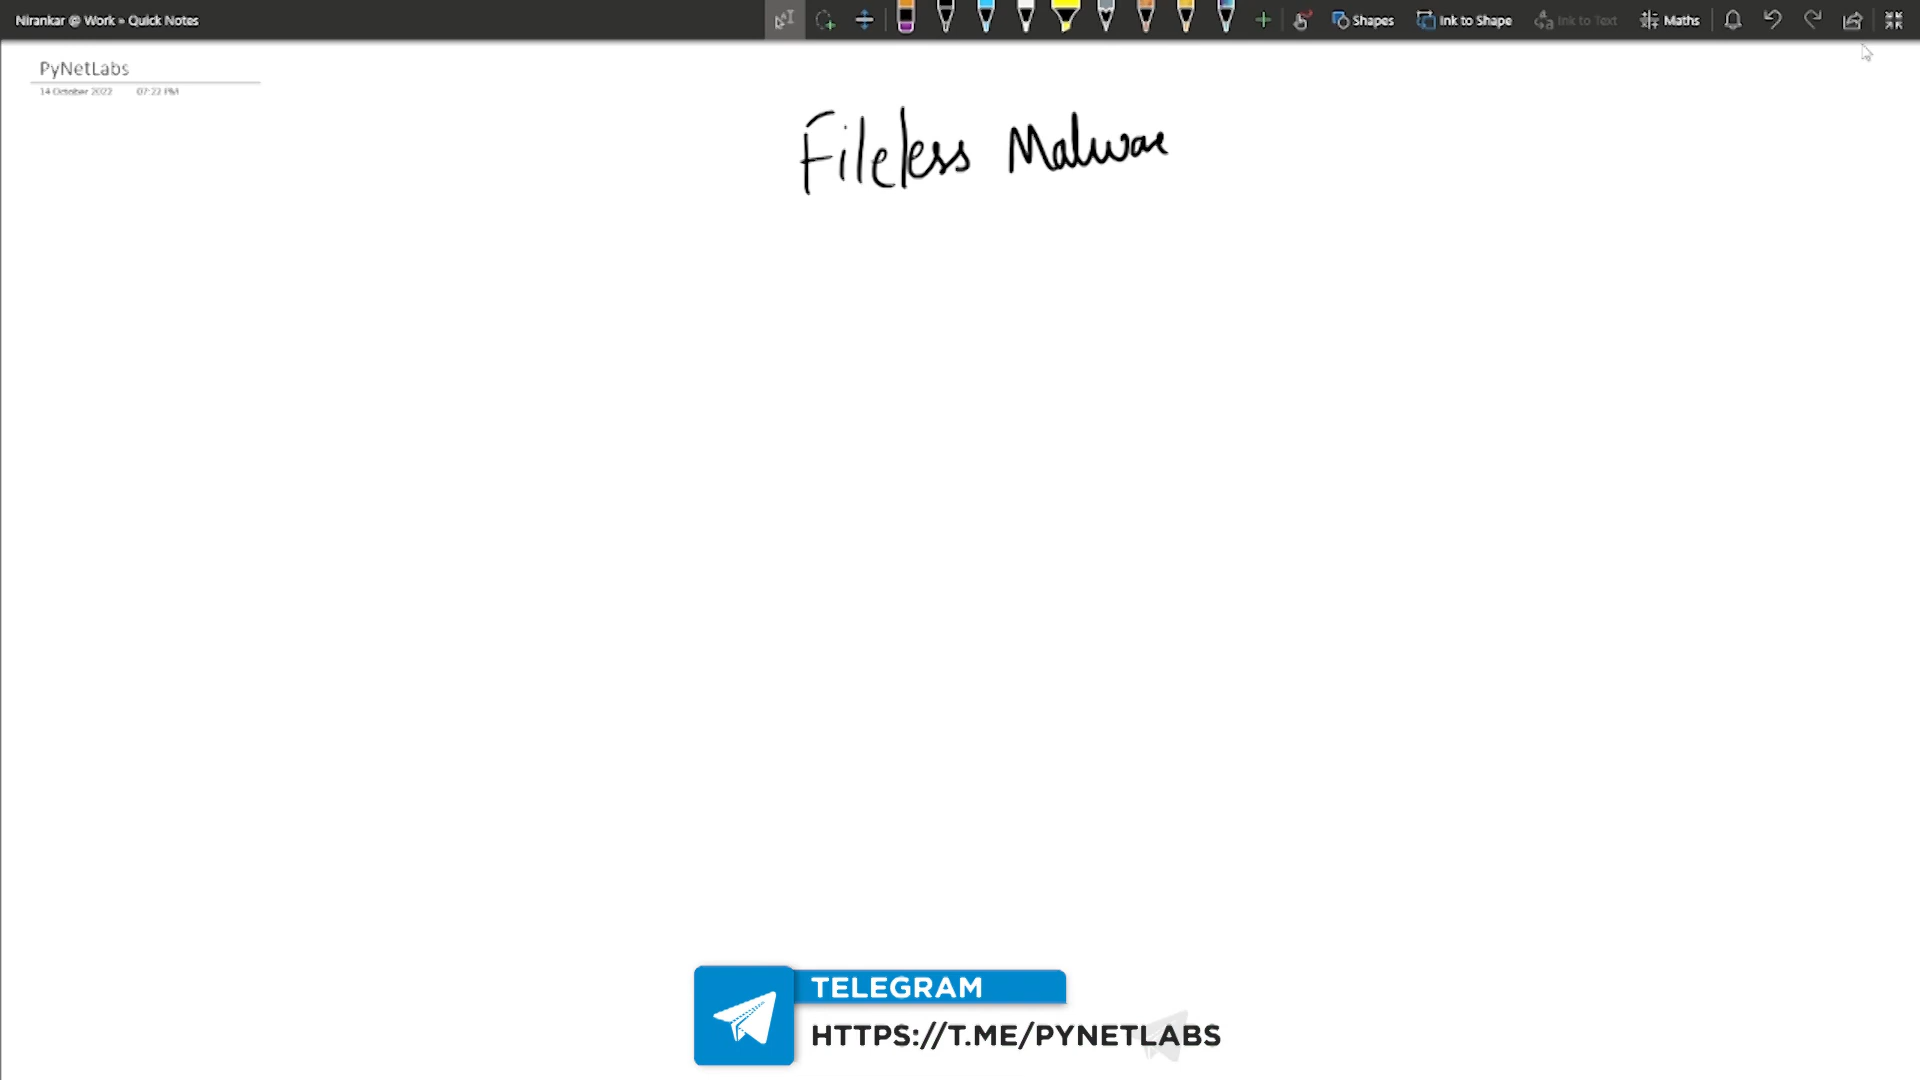 Nirankar @ Work » Quick Notes
Shapes
Ink to Shape
Ink to Text
Maths
PyNetLabs
14 October 2022 07:22 PM
Fileless Malware
TELEGRAM
HTTPS://T.ME/PYNETLABS